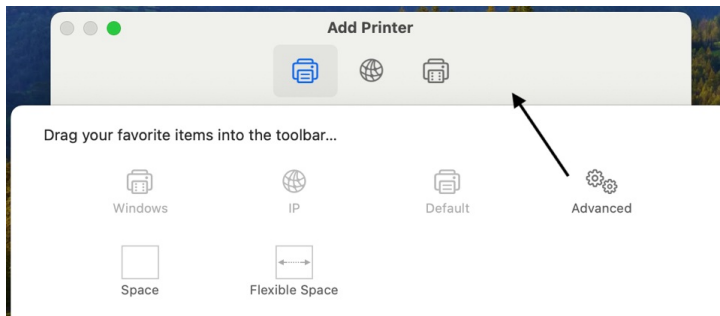 Add Printer
Drag your favorite items into the toolbar...
Windows
IP
Default
Advanced
Space
Flexible Space